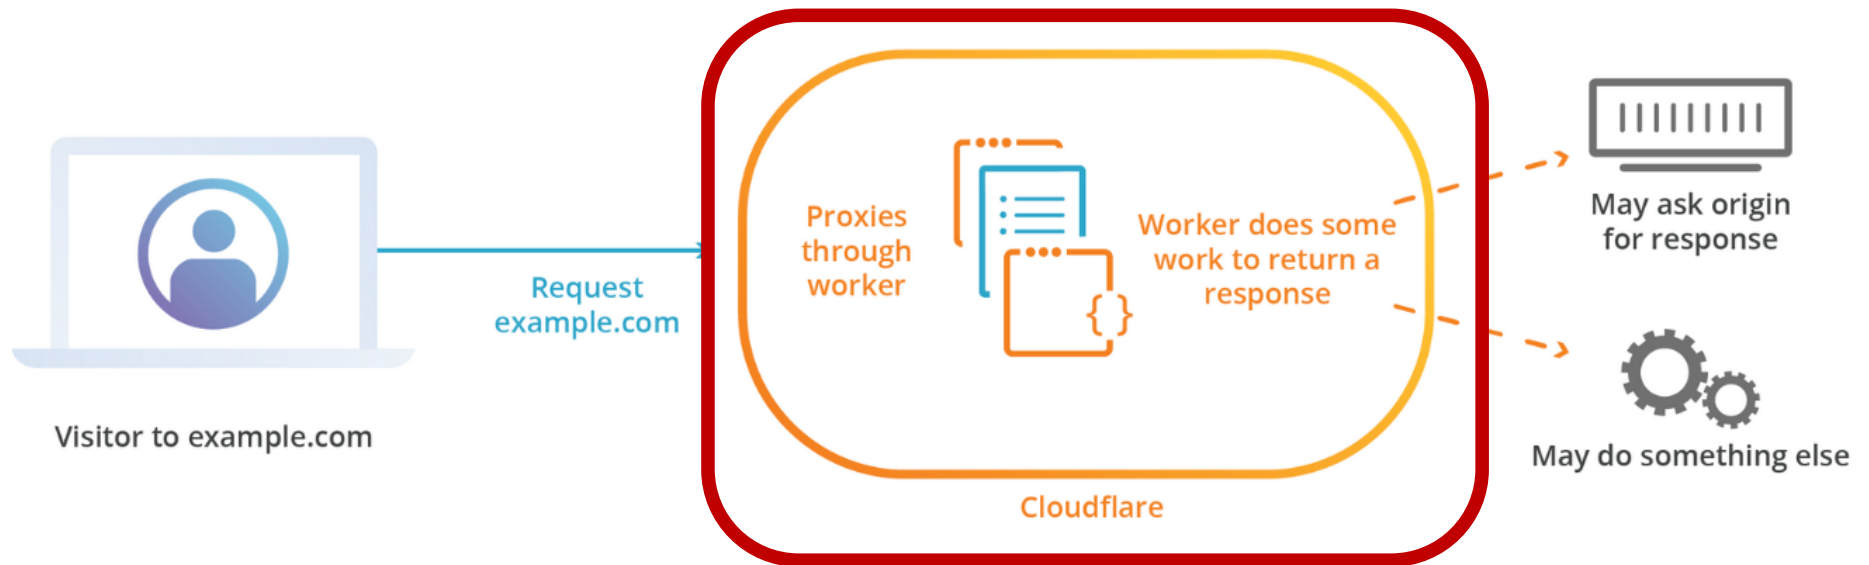 Visitor to example.com
Request
example.com
Proxies
through
worker
{ }
Worker does some
work to return a
response
Cloudflare
May ask origin
for response
May do something else